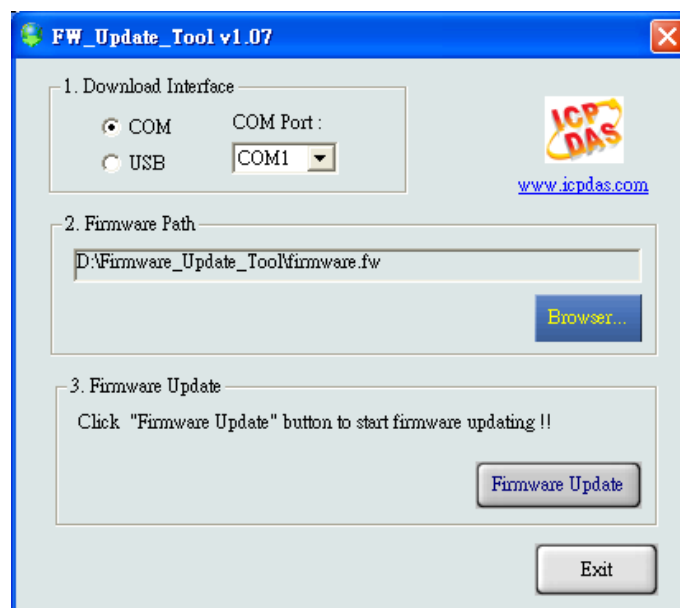 FW_Update_Tool v1.07
1. Download Interface
COM
COM Port :
USB
COM1
ICP
DAS
www.icpdas.com
2. Firmware Path
D:\Firmware_Update_Tool\firmware.fw
Browser...
3. Firmware Update
Click "Firmware Update" button to start firmware updating !!
Firmware Update
Exit